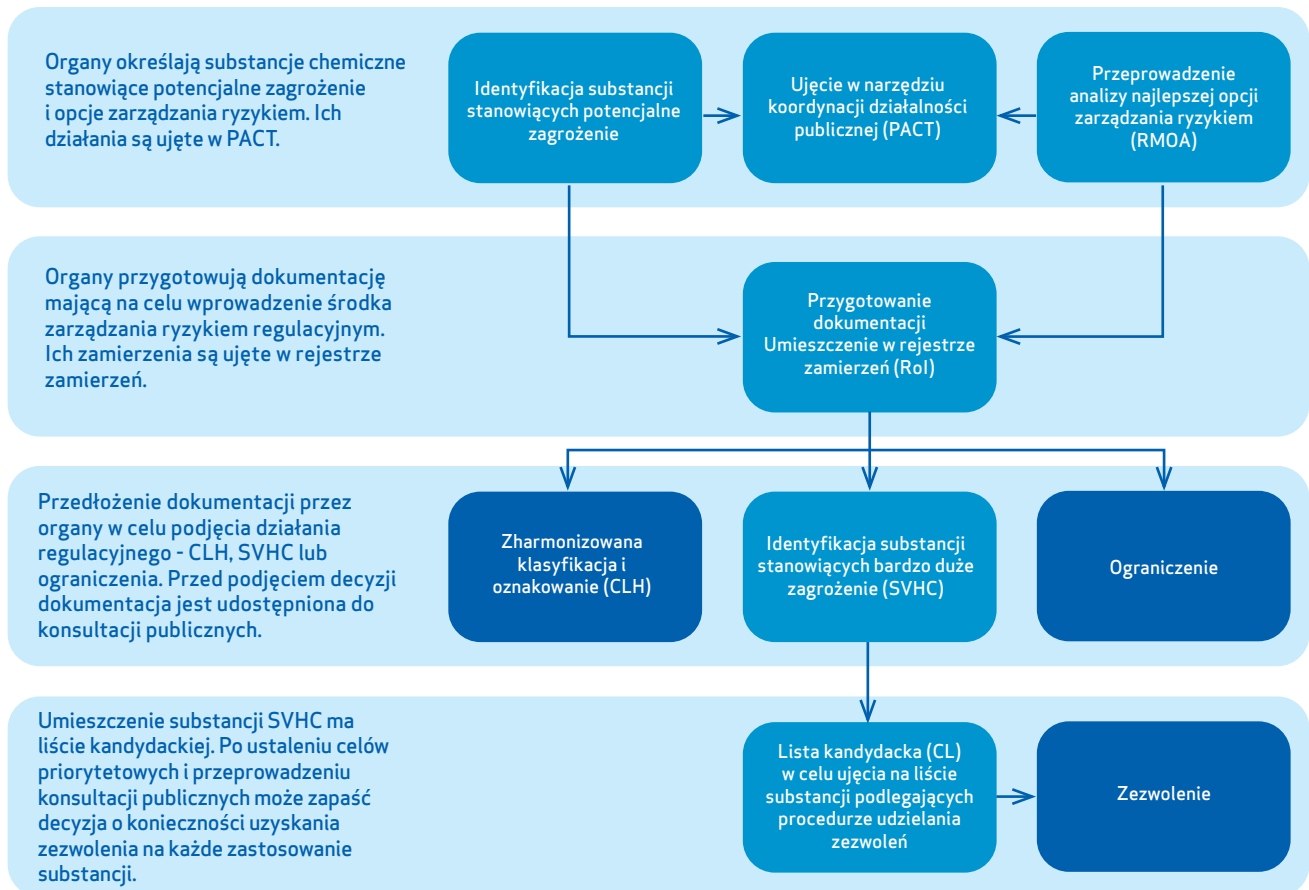 Organy określają substancje chemiczne
stanowiące potencjalne zagrożenie
i opcje zarządzania ryzykiem. Ich
działania są ujęte w PACT.
Identyfikacja substancji
stanowiących potencjalne
zagrożenie
Ujęcie w narzędziu
koordynacji działalności
publicznej (PACT)
Przeprowadzenie
analizy najlepszej opcji
zarządzania ryzykiem
(RMOA)
Organy przygotowują dokumentację
mającą na celu wprowadzenie środka
zarządzania ryzykiem regulacyjnym.
Ich zamierzenia są ujęte w rejestrze
zamierzeń.
Przygotowanie
dokumentacji
Umieszczenie w rejestrze
zamierzeń (RoI)
Przedłożenie dokumentacji przez
organy w celu podjęcia działania
regulacyjnego - CLH, SVHC lub
ograniczenia. Przed podjęciem decyzji
dokumentacja jest udostępniona do
konsultacji publicznych.
Zharmonizowana
klasyfikacja i
oznakowanie (CLH)
Identyfikacja substancji
stanowiących bardzo duże
zagrożenie (SVHC)
Ograniczenie
Umieszczenie substancji SVHC ma
liście kandydackiej. Po ustaleniu celów
priorytetowych i przeprowadzeniu
konsultacji publicznych może zapaść
decyzja o konieczności uzyskania
zezwolenia na każde zastosowanie
substancji.
Lista kandydacka (CL)
w celu ujęcia na liście
substancji podlegających
procedurze udzielania
zezwoleń
Zezwolenie